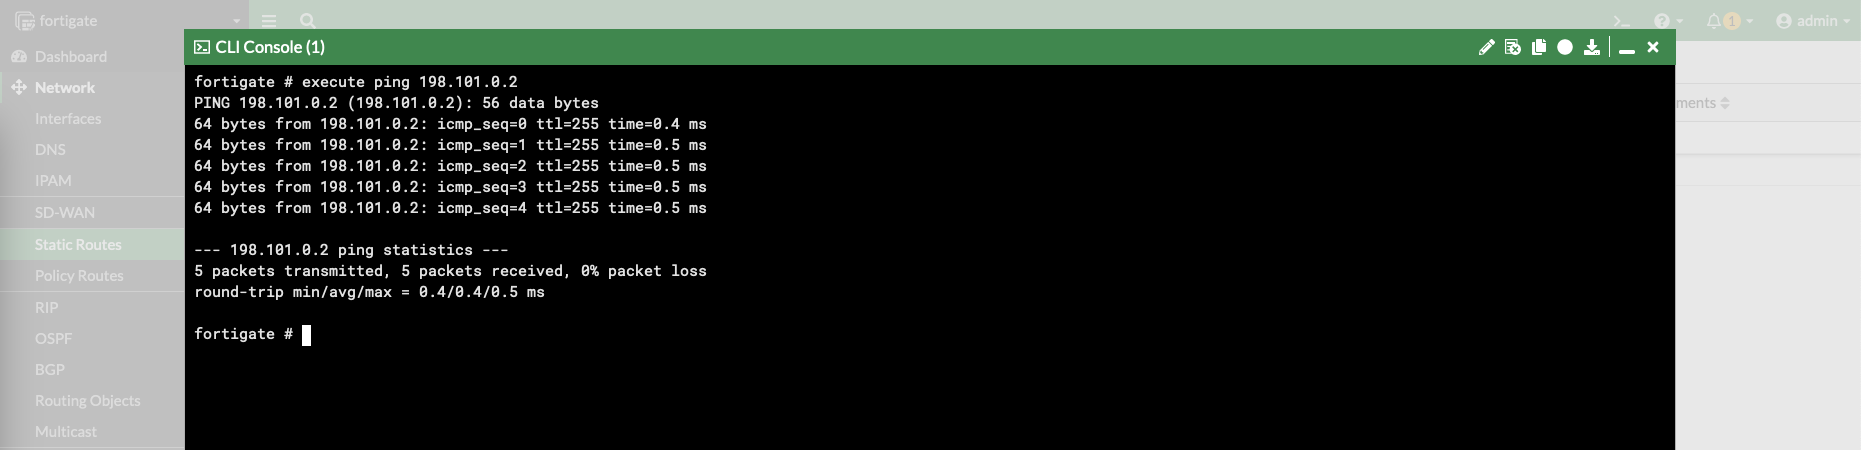 fortigate
1
admin
CLI Console (1)
Dashboard
Network
Interfaces
DNS
IPAM
SD-WAN
Static Routes
Policy Routes
RIP
OSPF
BGP
Routing Objects
Multicast
fortigate # execute ping 198.101.0.2
PING 198.101.0.2 (198.101.0.2): 56 data bytes
64 bytes from 198.101.0.2: icmp_seq=0 ttl=255 time=0.4 ms
64 bytes from 198.101.0.2: icmp_seq=1 ttl=255 time=0.5 ms
64 bytes from 198.101.0.2: icmp_seq=2 ttl=255 time=0.5 ms
64 bytes from 198.101.0.2: icmp_seq=3 ttl=255 time=0.5 ms
64 bytes from 198.101.0.2: icmp_seq=4 ttl=255 time=0.5 ms
--- 198.101.0.2 ping statistics ---
5 packets transmitted, 5 packets received, 0% packet loss
round-trip min/avg/max = 0.4/0.4/0.5 ms
fortigate #
ments